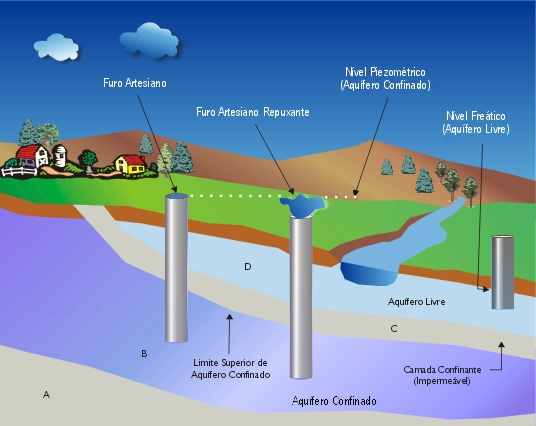 Furo Artesiano
Furo Artesiano Repuxante
Nível Piezométrico
(Aquífero Confinado)
Nível Freático
(Aquífero Livre)
D
Aquífero Livre
C
B
Limite Superior de
Aquífero Confinado
Camada Confinante
(Impermeável)
A
Aquífero Confinado